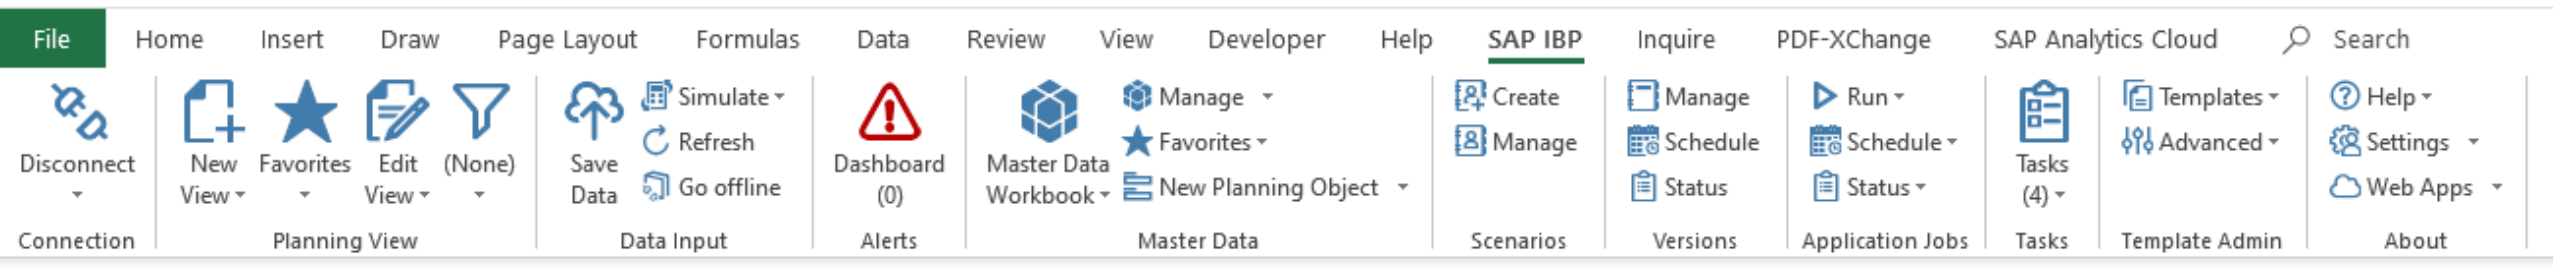 File Home Insert Draw Page Layout Formulas Data Review View Developer Help SAP IBP Inquire PDF-XChange SAP Analytics Cloud Search
Disconnect
Connection
New
View
Favorites
Edit
View
(None)
Planning View
Save
Data
Simulate
Refresh
Go offline
Data Input
Dashboard
(0)
Alerts
Master Data
Workbook
Manage
Favorites
New Planning Object
Master Data
Create
Manage
Scenarios
Manage
Schedule
Status
Versions
Run
Schedule
Status
Application Jobs
Tasks
(4)
Tasks
Templates
Advanced
Template Admin
Help
Settings
Web Apps
About